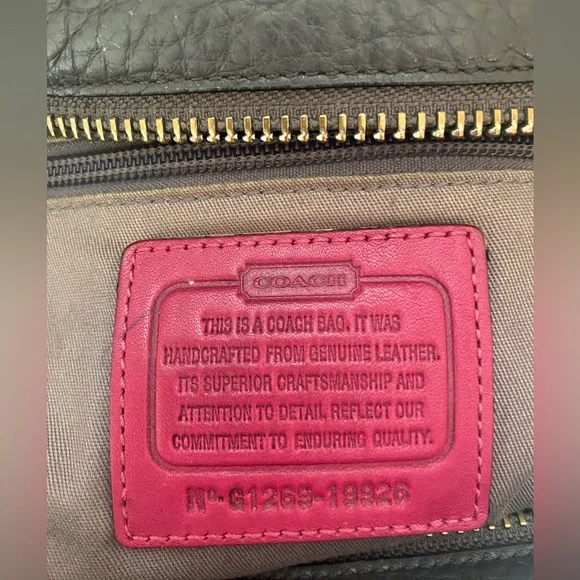 COACH
THIS IS A COACH BAG. IT WAS
HANDCRAFTED FROM GENUINE LEATHER.
ITS SUPERIOR CRAFTSMANSHIP AND
ATTENTION TO DETAIL REFLECT OUR
COMMITMENT TO ENDURING QUALITY.
No. G1269-19926